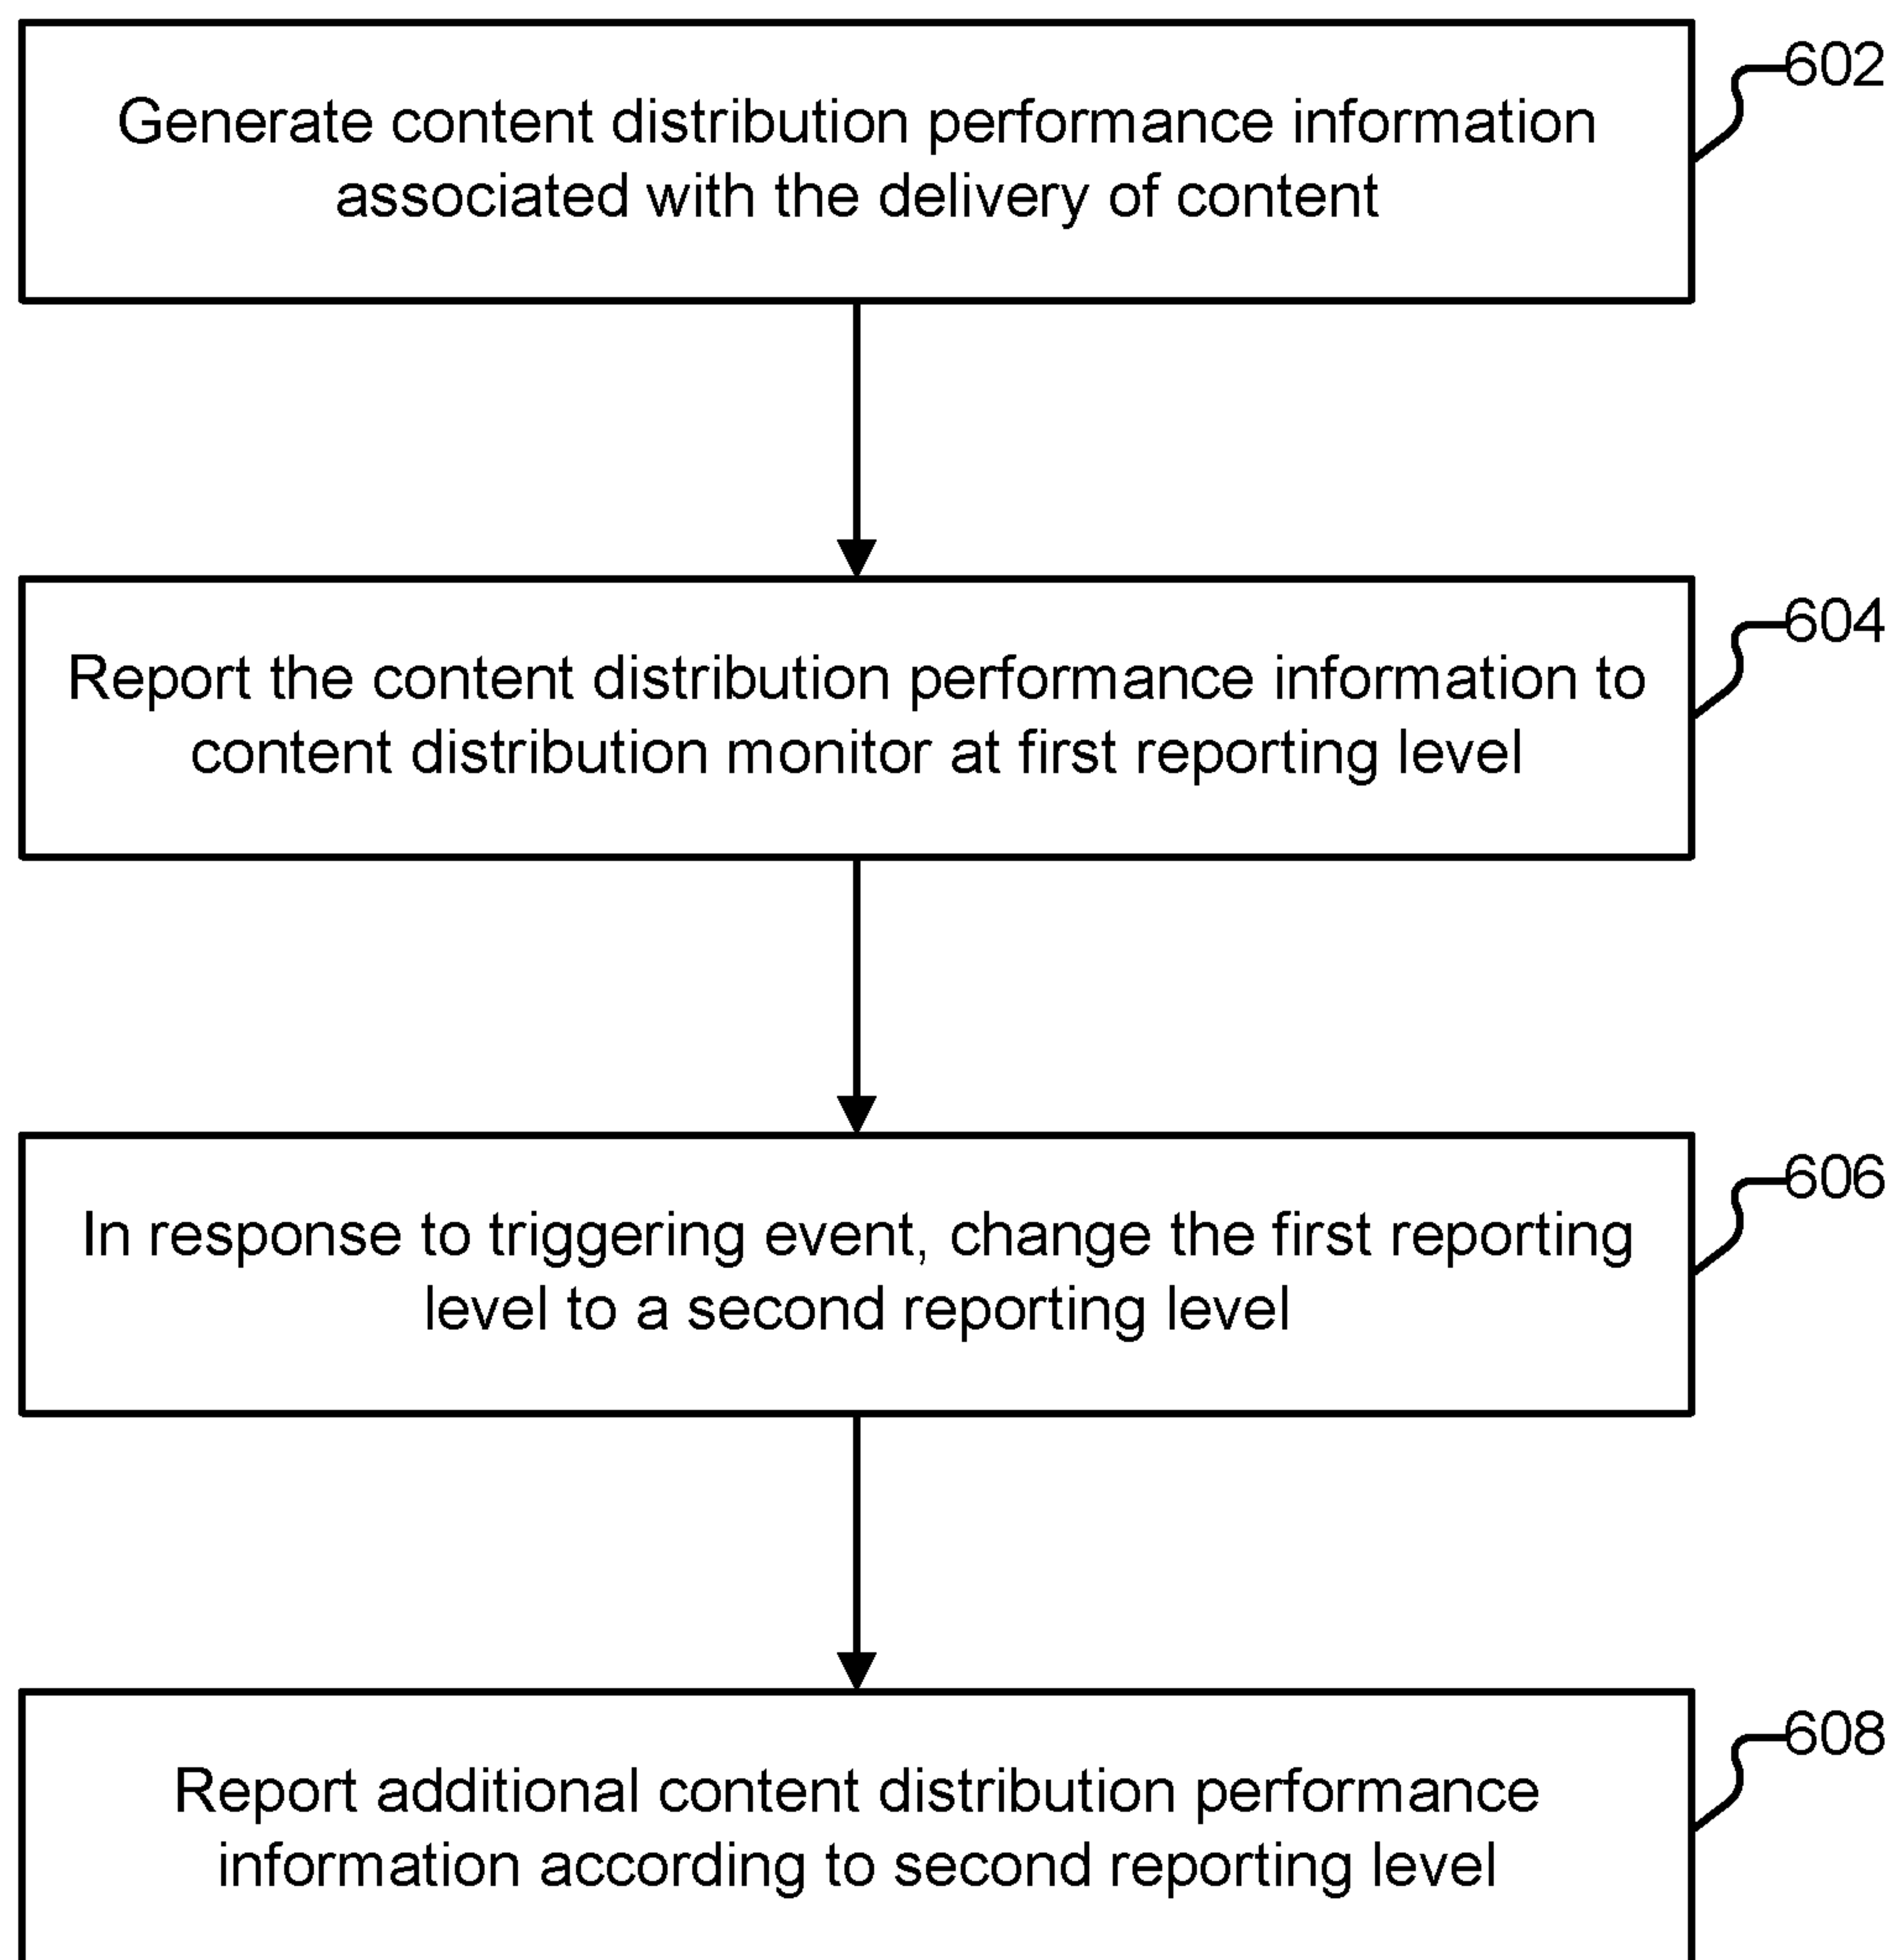 602
Generate content distribution performance information
associated with the delivery of content
604
Report the content distribution performance information to
content distribution monitor at first reporting level
606
In response to triggering event, change the first reporting
level to a second reporting level
608
Report additional content distribution performance
information according to second reporting level